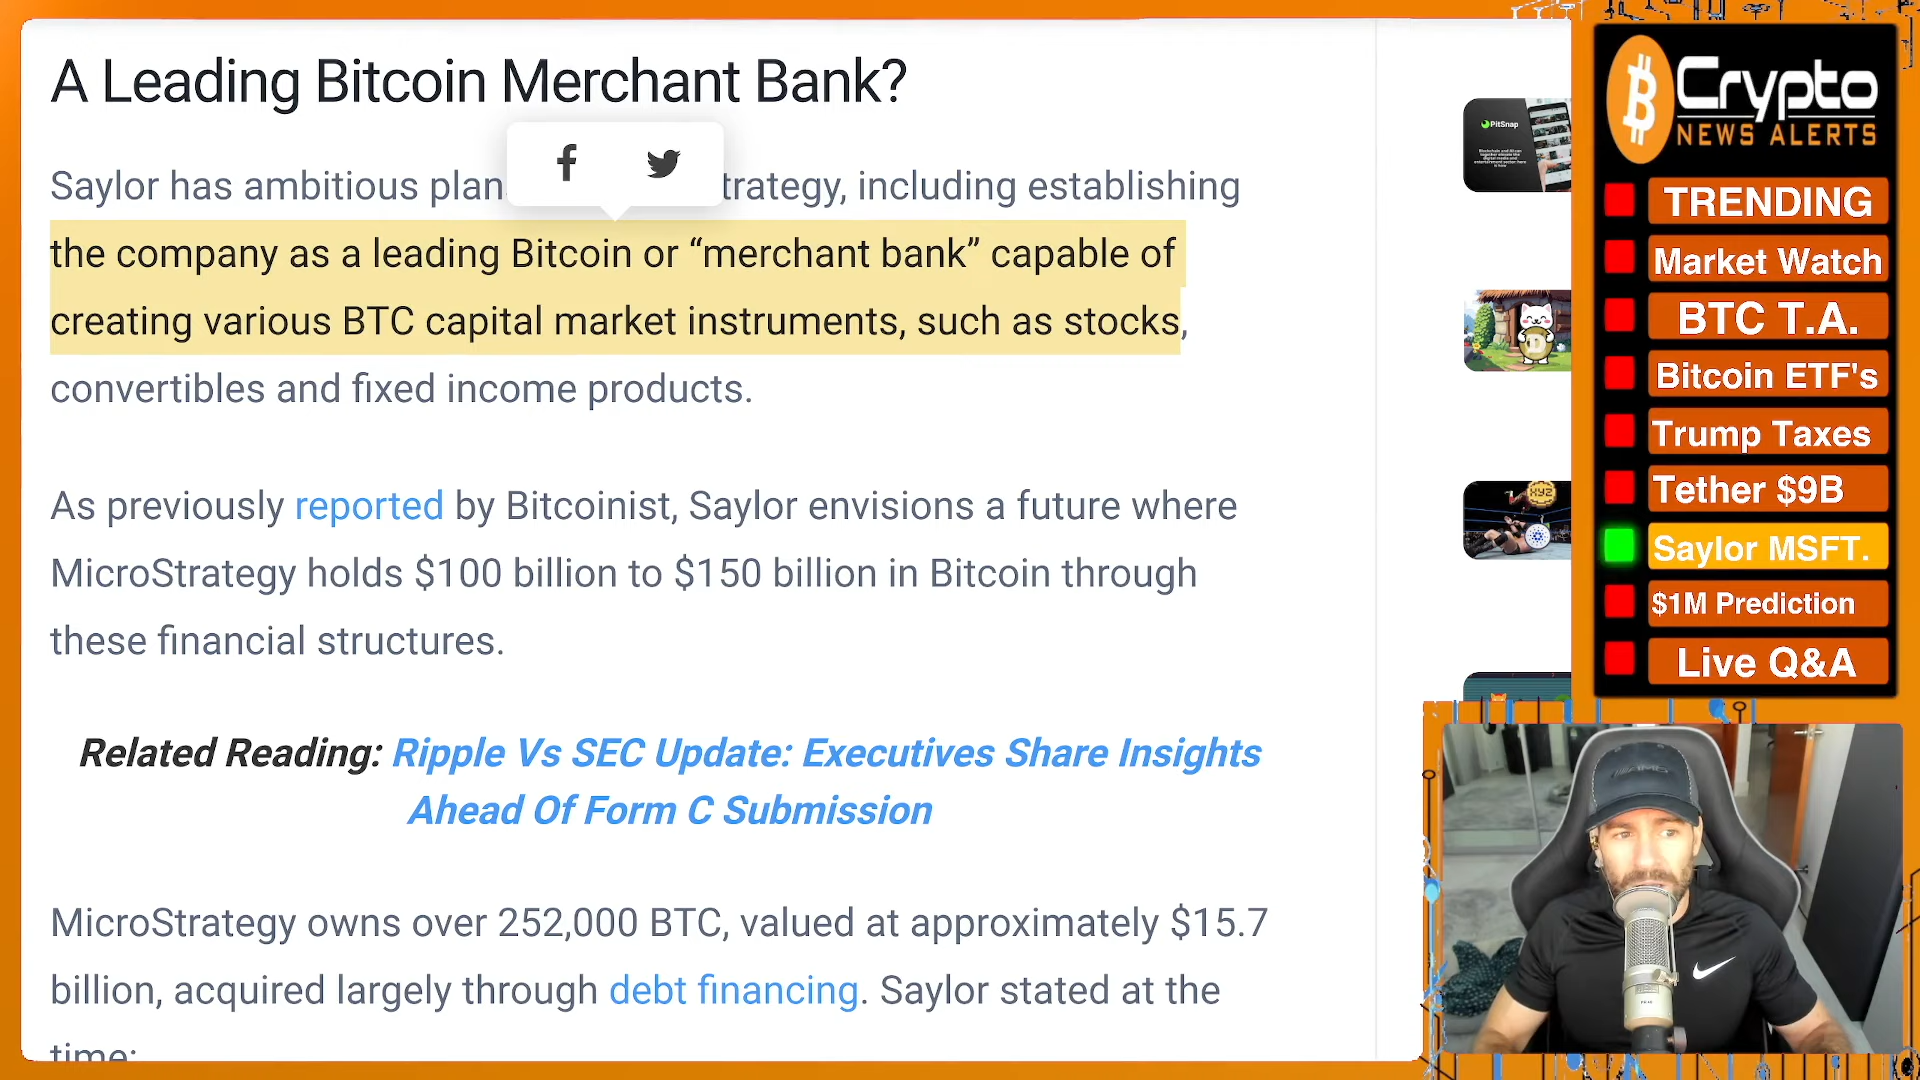 A Leading Bitcoin Merchant Bank?
Saylor has ambitious plan trategy, including establishing
the company as a leading Bitcoin or “merchant bank” capable of
creating various BTC capital market instruments, such as stocks,
convertibles and fixed income products.
As previously reported by Bitcoinist, Saylor envisions a future where
MicroStrategy holds $100 billion to $150 billion in Bitcoin through
these financial structures.
Related Reading: Ripple Vs SEC Update: Executives Share Insights
Ahead Of Form C Submission
MicroStrategy owns over 252,000 BTC, valued at approximately $15.7
billion, acquired largely through debt financing. Saylor stated at the
time:
PitSnap
XYZ
Crypto
NEWS ALERTS
TRENDING
Market Watch
BTC T.A.
Bitcoin ETF's
Trump Taxes
Tether $9B
Saylor MSFT.
$1M Prediction
Live Q&A
AMG